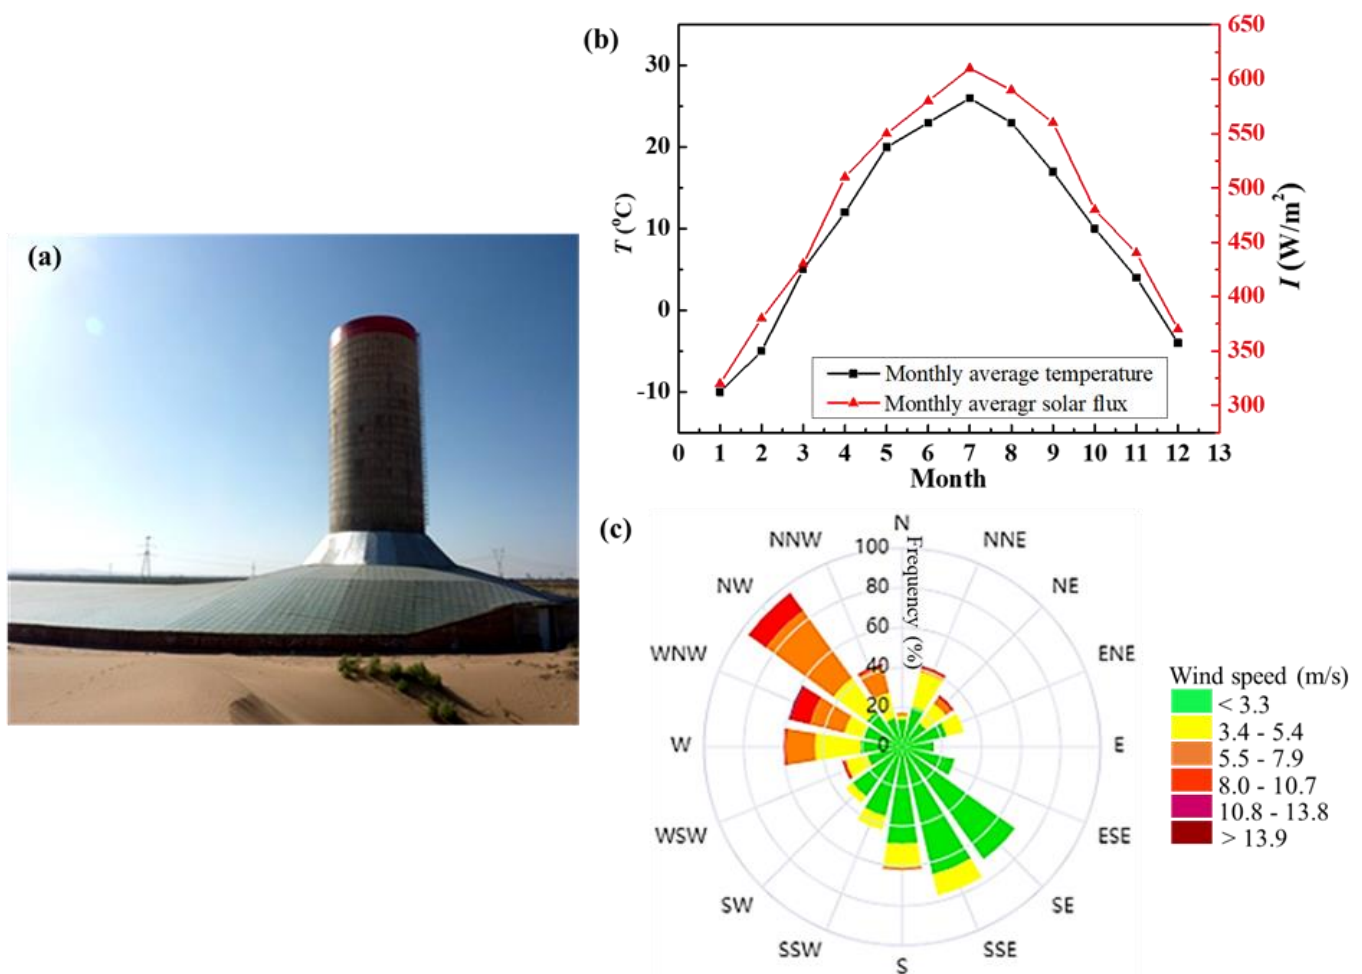 (a)
(b)
T (°C)
30
20
10
0
-10
650
600
550
500
450
400
350
300
I (W/m²)
Monthly average temperature
Monthly averagr solar flux
0 1 2 3 4 5 6 7 8 9 10 11 12 13
Month
(c)
N
NNE
NE
ENE
E
ESE
SE
SSE
S
SSW
SW
WSW
W
WNW
NW
NNW
100
80
60
40
20
0
Frequency (%)
Wind speed (m/s)
< 3.3
3.4 - 5.4
5.5 - 7.9
8.0 - 10.7
10.8 - 13.8
> 13.9